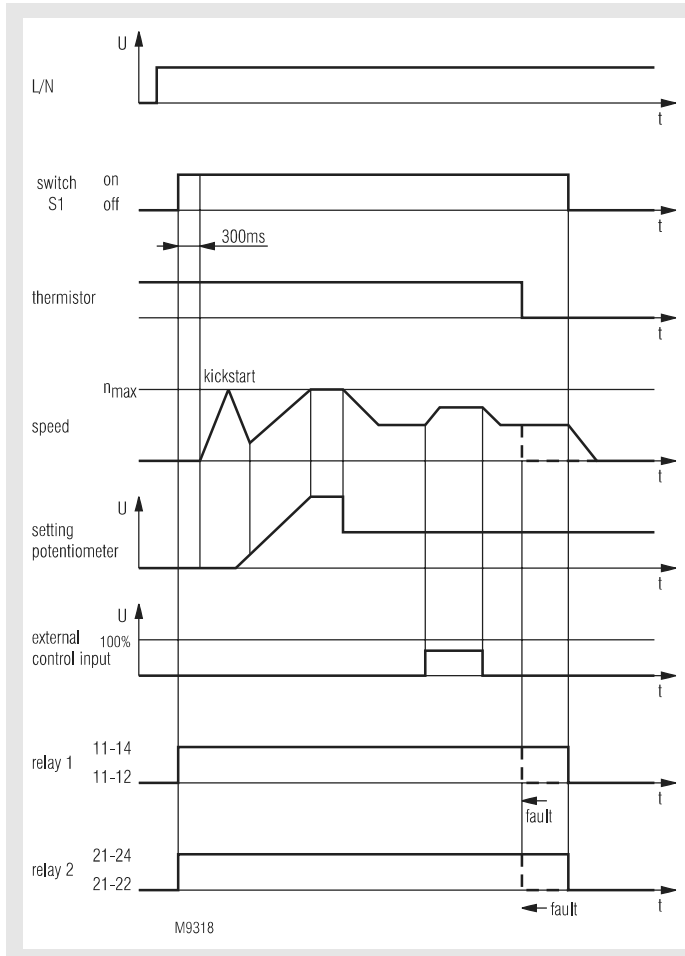 U
L/N
t
switch on
S1 off
t
300ms
thermistor
t
kickstart
nmax
speed
t
U
setting
potentiometer
t
U
external 100%
control input
t
11-14
relay 1
11-12
t
fault
21-24
relay 2
21-22
t
fault
M9318